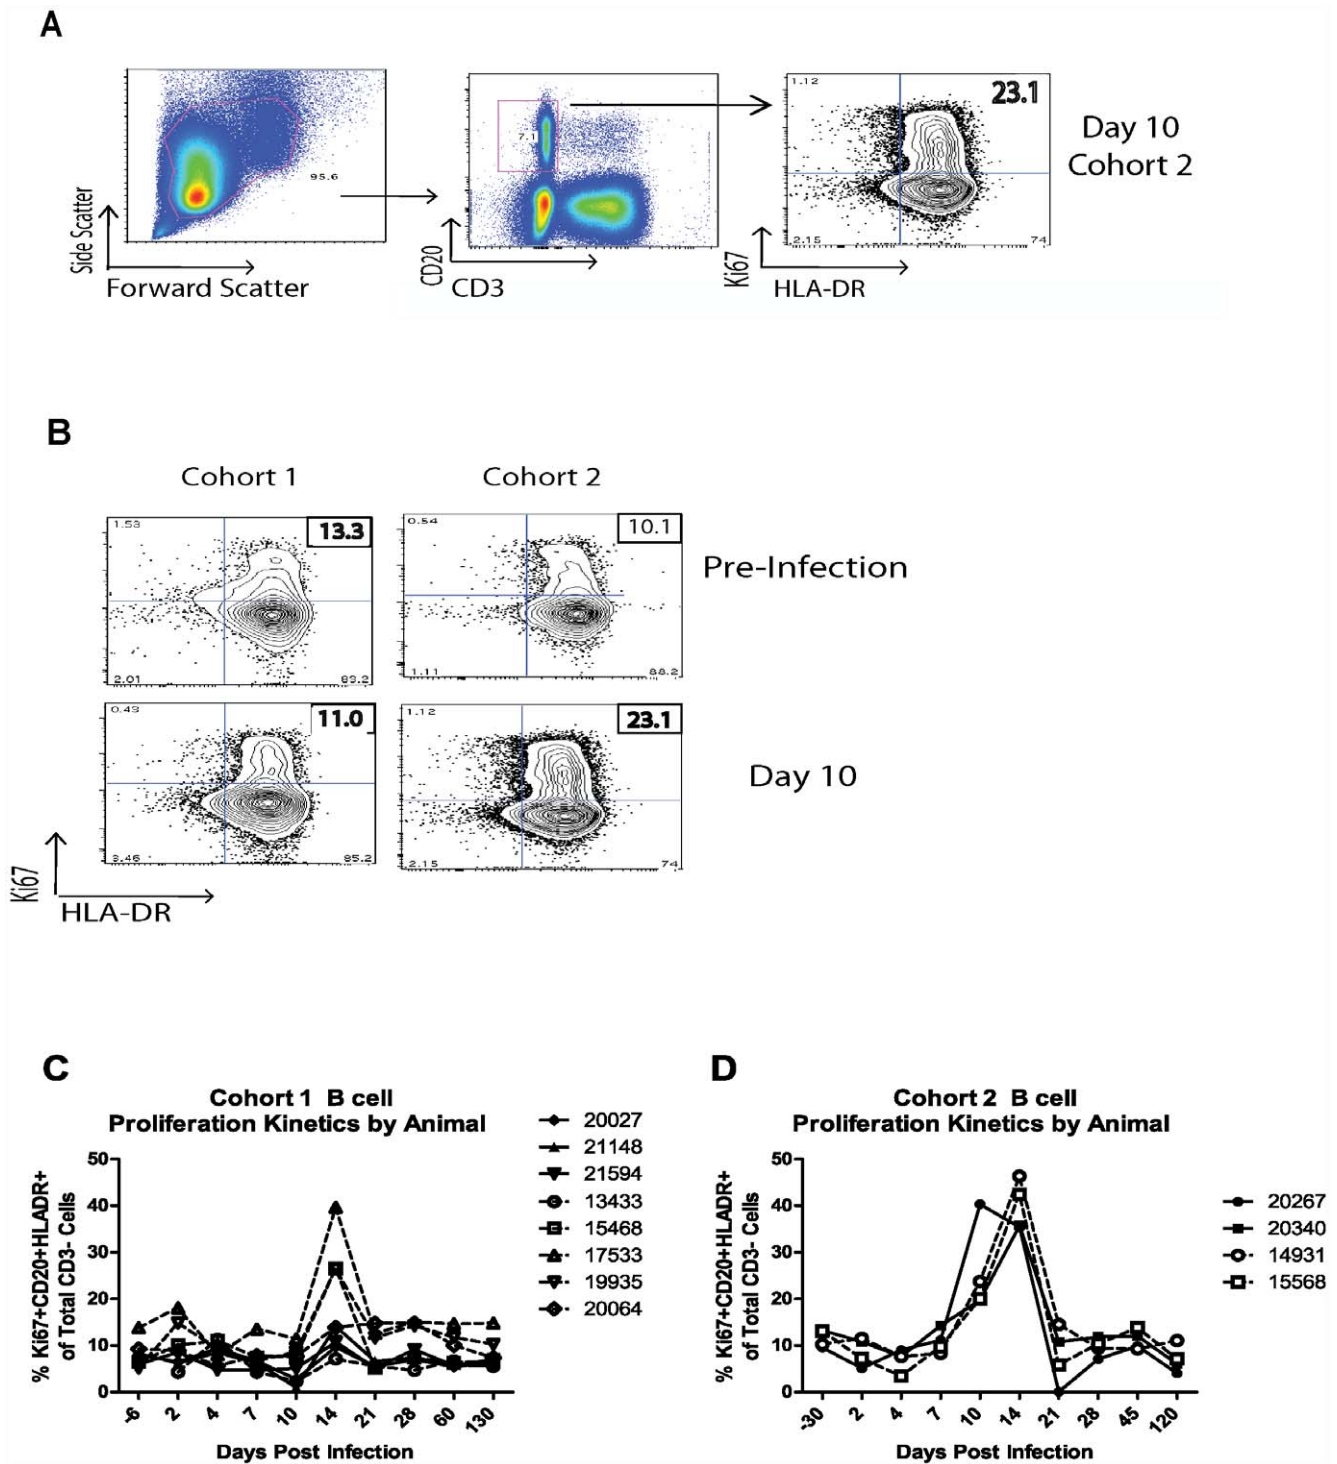 A
95.6
Side Scatter
Forward Scatter
7.1
CD20
CD3
1.12
23.1
2.15
74
Ki67
HLA-DR
Day 10
Cohort 2
B
Cohort 1
Cohort 2
1.53
13.3
2.01
83.2
0.54
10.1
1.11
88.2
Pre-Infection
0.43
11.0
3.46
85.2
1.12
23.1
2.15
74
Day 10
Ki67
HLA-DR
C
Cohort 1 B cell
Proliferation Kinetics by Animal
% Ki67+CD20+HLADR+
of Total CD3- Cells
50
40
30
20
10
0
-6
2
4
7
10
14
21
28
60
130
Days Post Infection
20027
21148
21594
13433
15468
17533
19935
20064
D
Cohort 2 B cell
Proliferation Kinetics by Animal
% Ki67+CD20+HLADR+
of Total CD3- Cells
50
40
30
20
10
0
-30
2
4
7
10
14
21
28
45
120
Days Post Infection
20267
20340
14931
15568